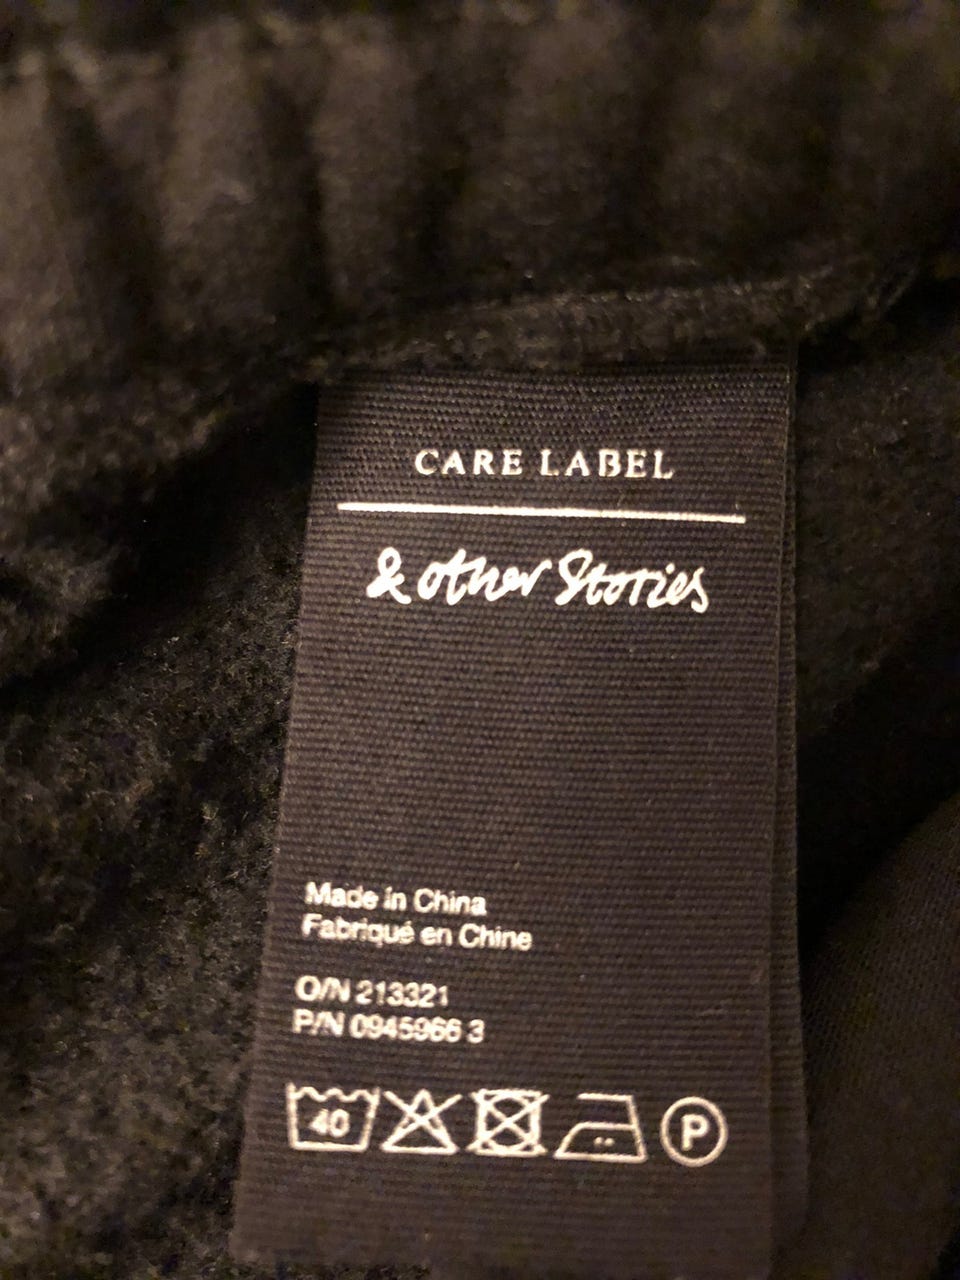 CARE LABEL
& other Stories
Made in China
Fabriqué en Chine
O/N 213321
P/N 0945966 3
40
P